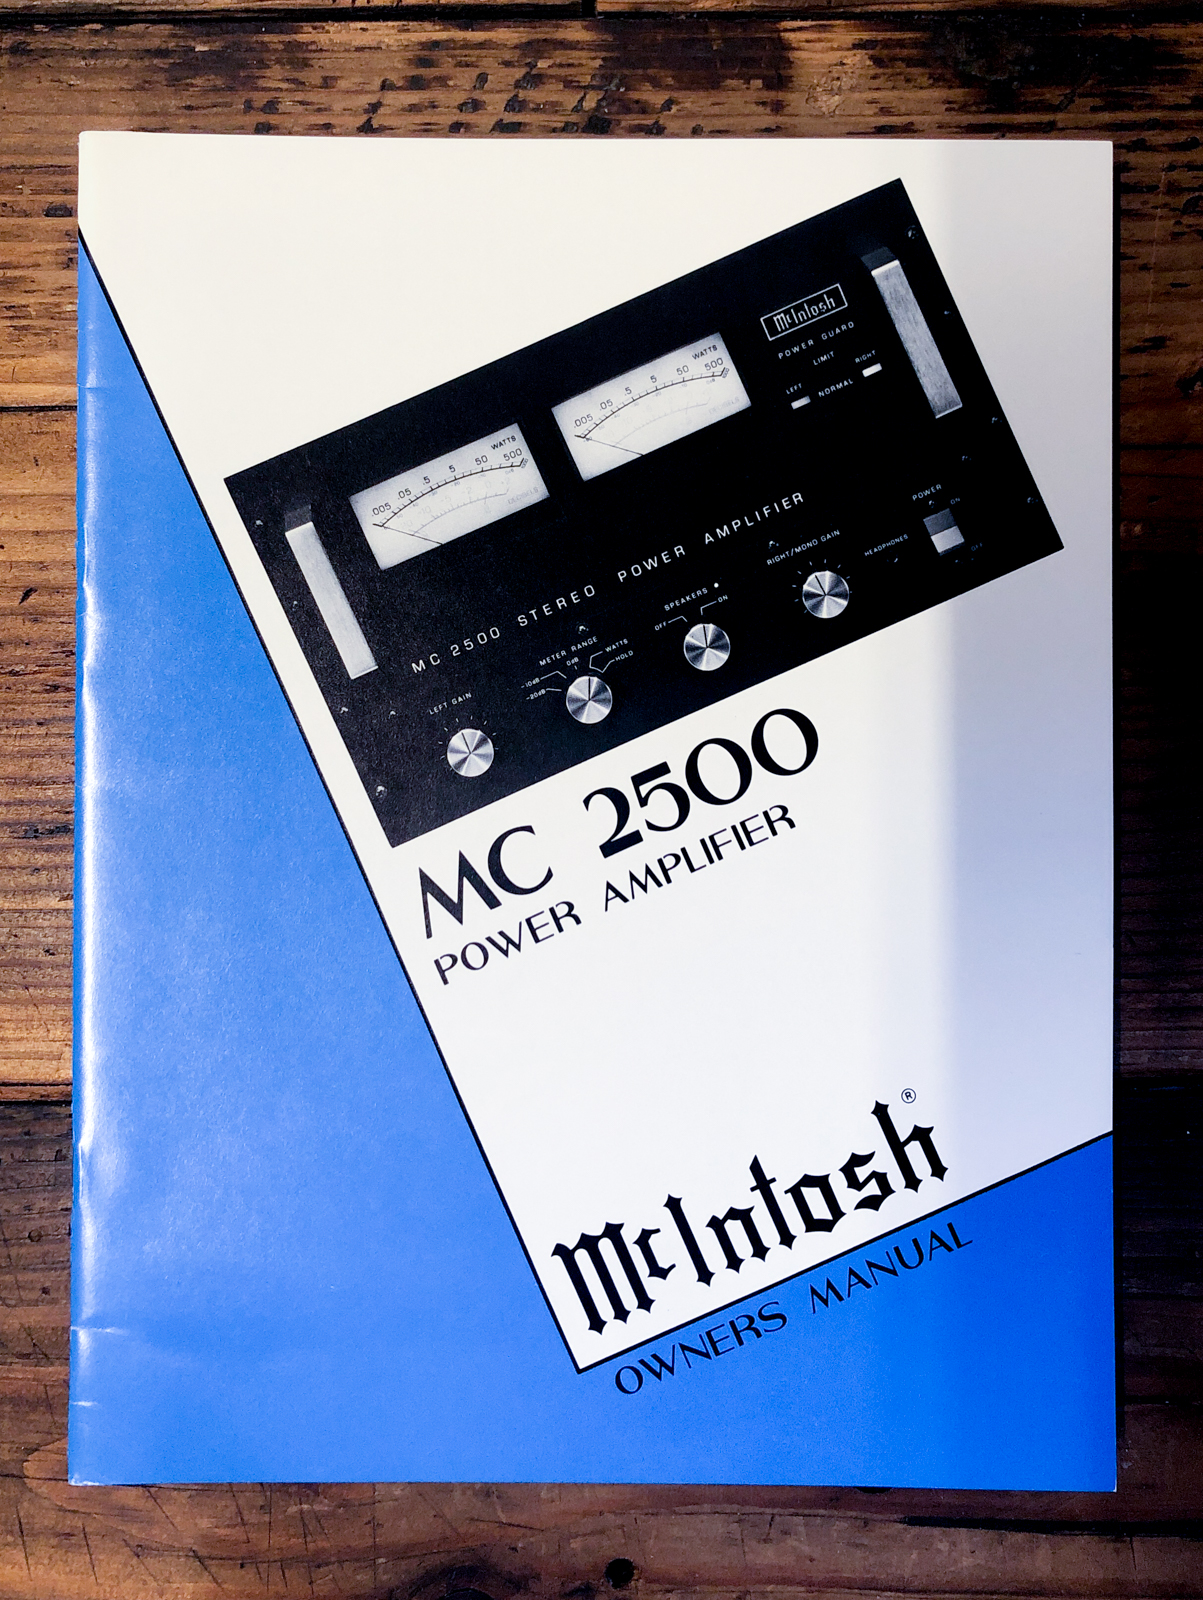 WATTS
.005 .05 .5 5 50 500
DECIBELS
WATTS
.005 .05 .5 5 50 500
DECIBELS
McIntosh
POWER GUARD
LIMIT
LEFT RIGHT
NORMAL
MC 2500 STEREO POWER AMPLIFIER
LEFT GAIN
METER RANGE
-20dB -10dB 0dB WATTS HOLD
SPEAKERS
OFF ON
RIGHT/MONO GAIN
HEADPHONES
POWER
ON
OFF
MC 2500
POWER AMPLIFIER
McIntosh®
OWNERS MANUAL